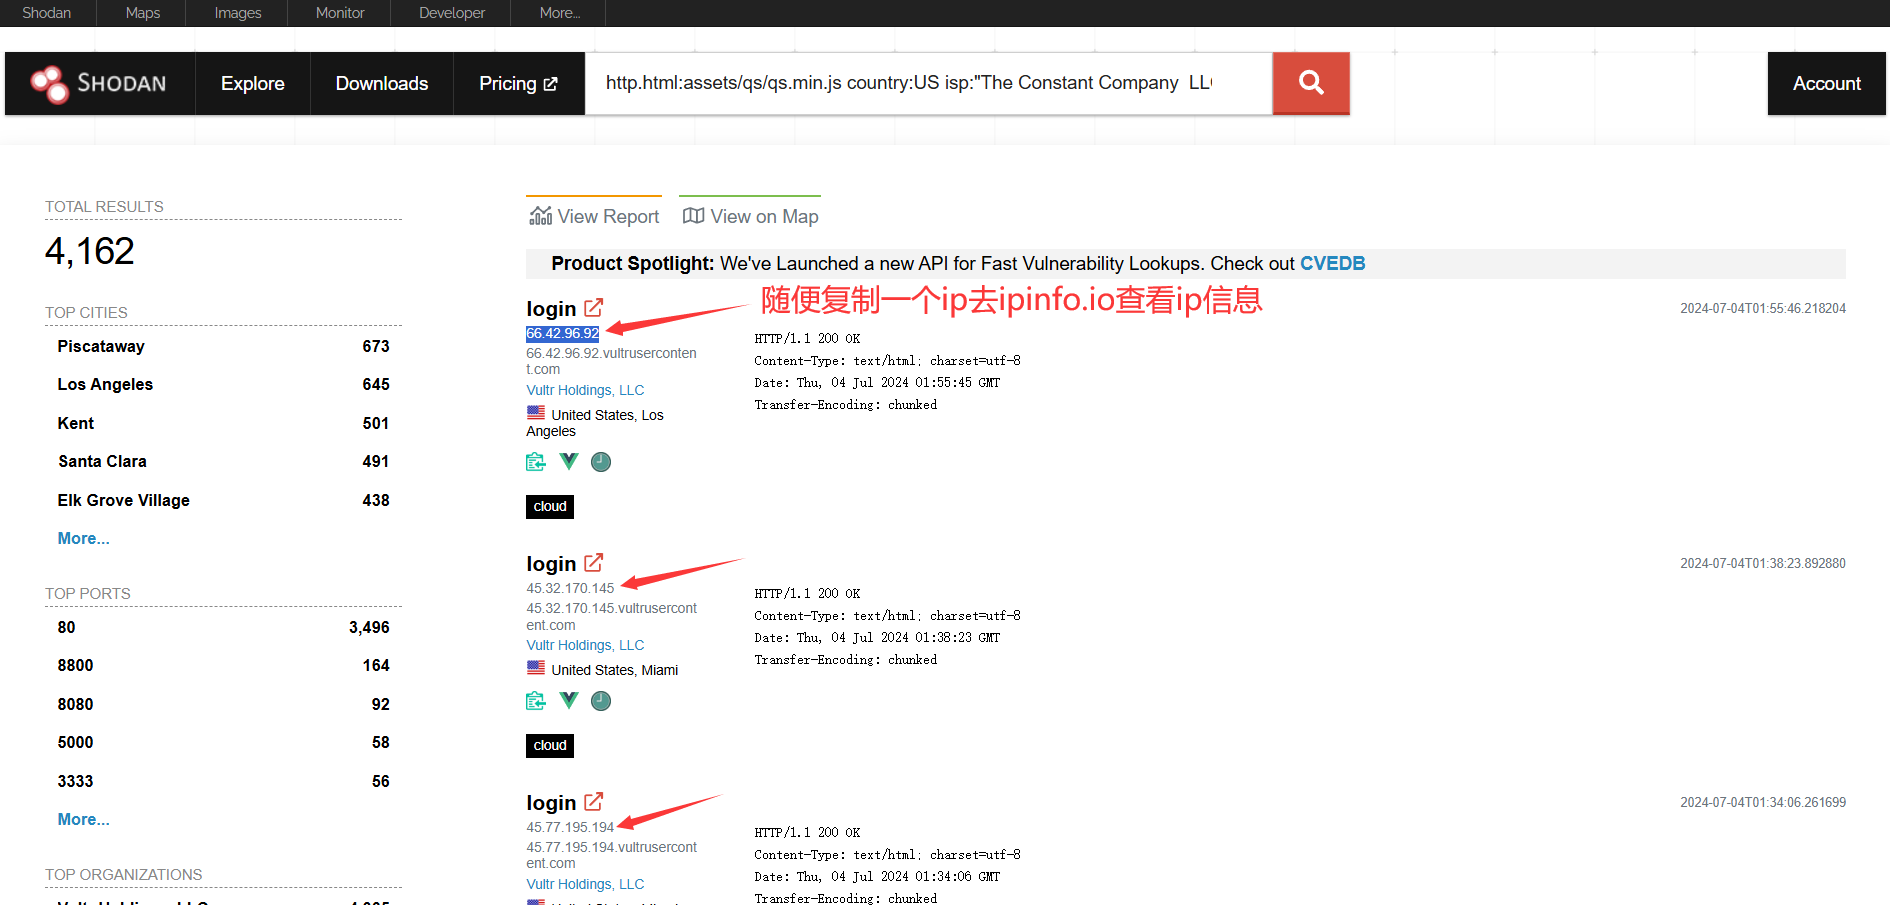 Shodan Maps Images Monitor Developer More...
SHODAN Explore Downloads Pricing http.html:assets/qs/qs.min.js country:US isp:"The Constant Company LL Account
TOTAL RESULTS
4,162
TOP CITIES
Piscataway 673
Los Angeles 645
Kent 501
Santa Clara 491
Elk Grove Village 438
More...
TOP PORTS
80 3,496
8800 164
8080 92
5000 58
3333 56
More...
TOP ORGANIZATIONS
View Report View on Map
Product Spotlight: We've Launched a new API for Fast Vulnerability Lookups. Check out CVEDB
随便复制一个ip去ipinfo.io查看ip信息
login
2024-07-04T01:55:46.218204
66.42.96.92
66.42.96.92.vultruserconten
t.com
Vultr Holdings, LLC
United States, Los
Angeles
cloud
HTTP/1.1 200 OK
Content-Type: text/html; charset=utf-8
Date: Thu, 04 Jul 2024 01:55:45 GMT
Transfer-Encoding: chunked
login
2024-07-04T01:38:23.892880
45.32.170.145
45.32.170.145.vultrusercont
ent.com
Vultr Holdings, LLC
United States, Miami
cloud
HTTP/1.1 200 OK
Content-Type: text/html; charset=utf-8
Date: Thu, 04 Jul 2024 01:38:23 GMT
Transfer-Encoding: chunked
login
2024-07-04T01:34:06.261699
45.77.195.194
45.77.195.194.vultrusercont
ent.com
Vultr Holdings, LLC
HTTP/1.1 200 OK
Content-Type: text/html; charset=utf-8
Date: Thu, 04 Jul 2024 01:34:06 GMT
Transfer-Encoding: chunked